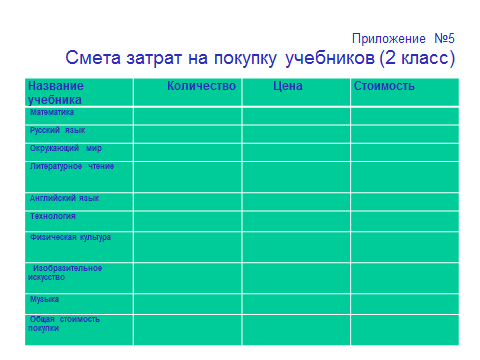 Приложение №5
Смета затрат на покупку учебников (2 класс)
Название учебника Количество Цена Стоимость
Математика
Русский язык
Окружающий мир
Литературное чтение
Английский язык
Технология
Физическая культура
Изобразительное
искусство
Музыка
Общая стоимость
покупки